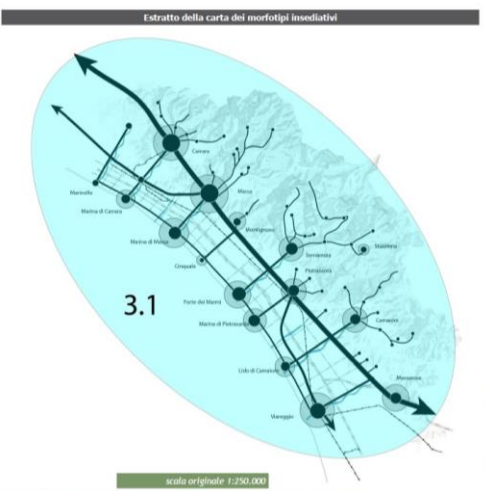 Estratto della carta dei morfotipi insediativi
Carrara
Massa
Marinella
Marina di Carrara
Montignoso
Marina di Massa
Stazzema
Seravezza
Cinquale
Pietrasanta
Forte dei Marmi
3.1
Marina di Pietrasanta
Camaiore
Lido di Camaiore
Massarosa
Viareggio
scala originale 1:250.000